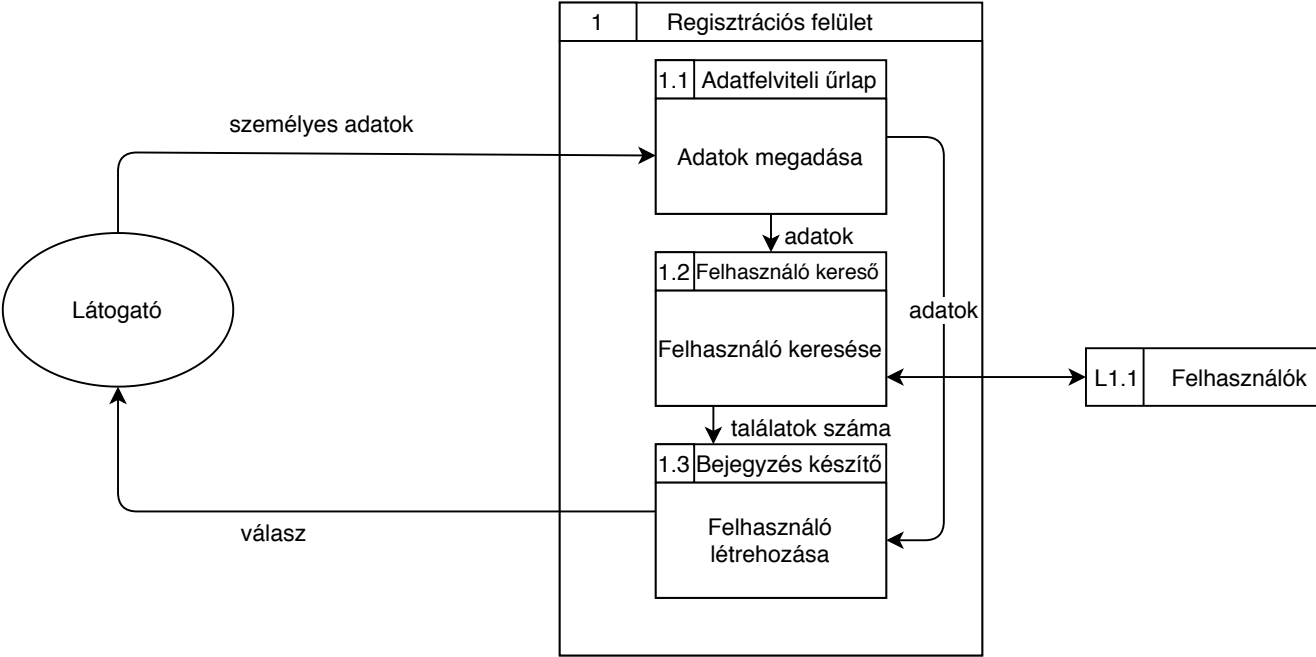 1 Regisztrációs felület
1.1 Adatfelviteli űrlap
személyes adatok
Adatok megadása
adatok
1.2 Felhasználó kereső
Látogató
adatok
Felhasználó keresése
L1.1 Felhasználók
találatok száma
1.3 Bejegyzés készítő
válasz
Felhasználó
létrehozása